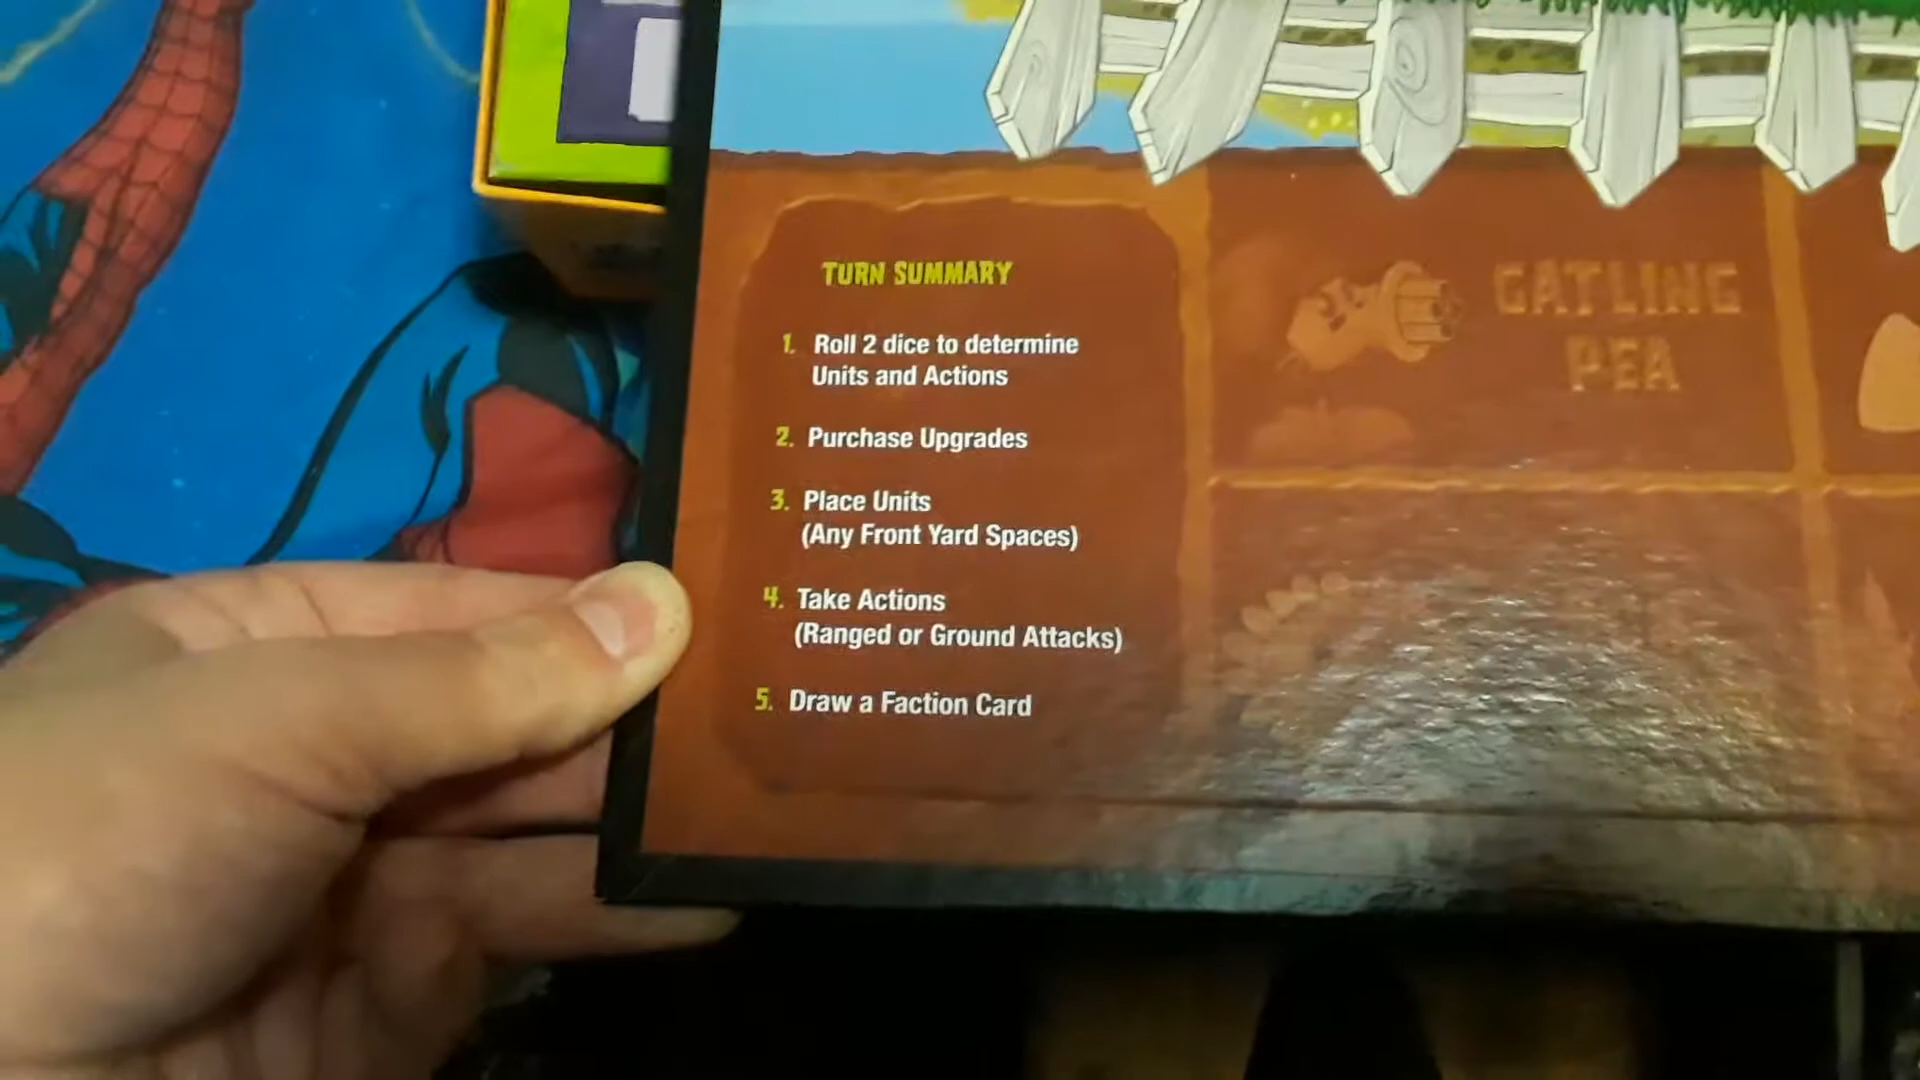 TURN SUMMARY
1. Roll 2 dice to determine
Units and Actions
2. Purchase Upgrades
3. Place Units
(Any Front Yard Spaces)
4. Take Actions
(Ranged or Ground Attacks)
5. Draw a Faction Card
GATLING
PEA